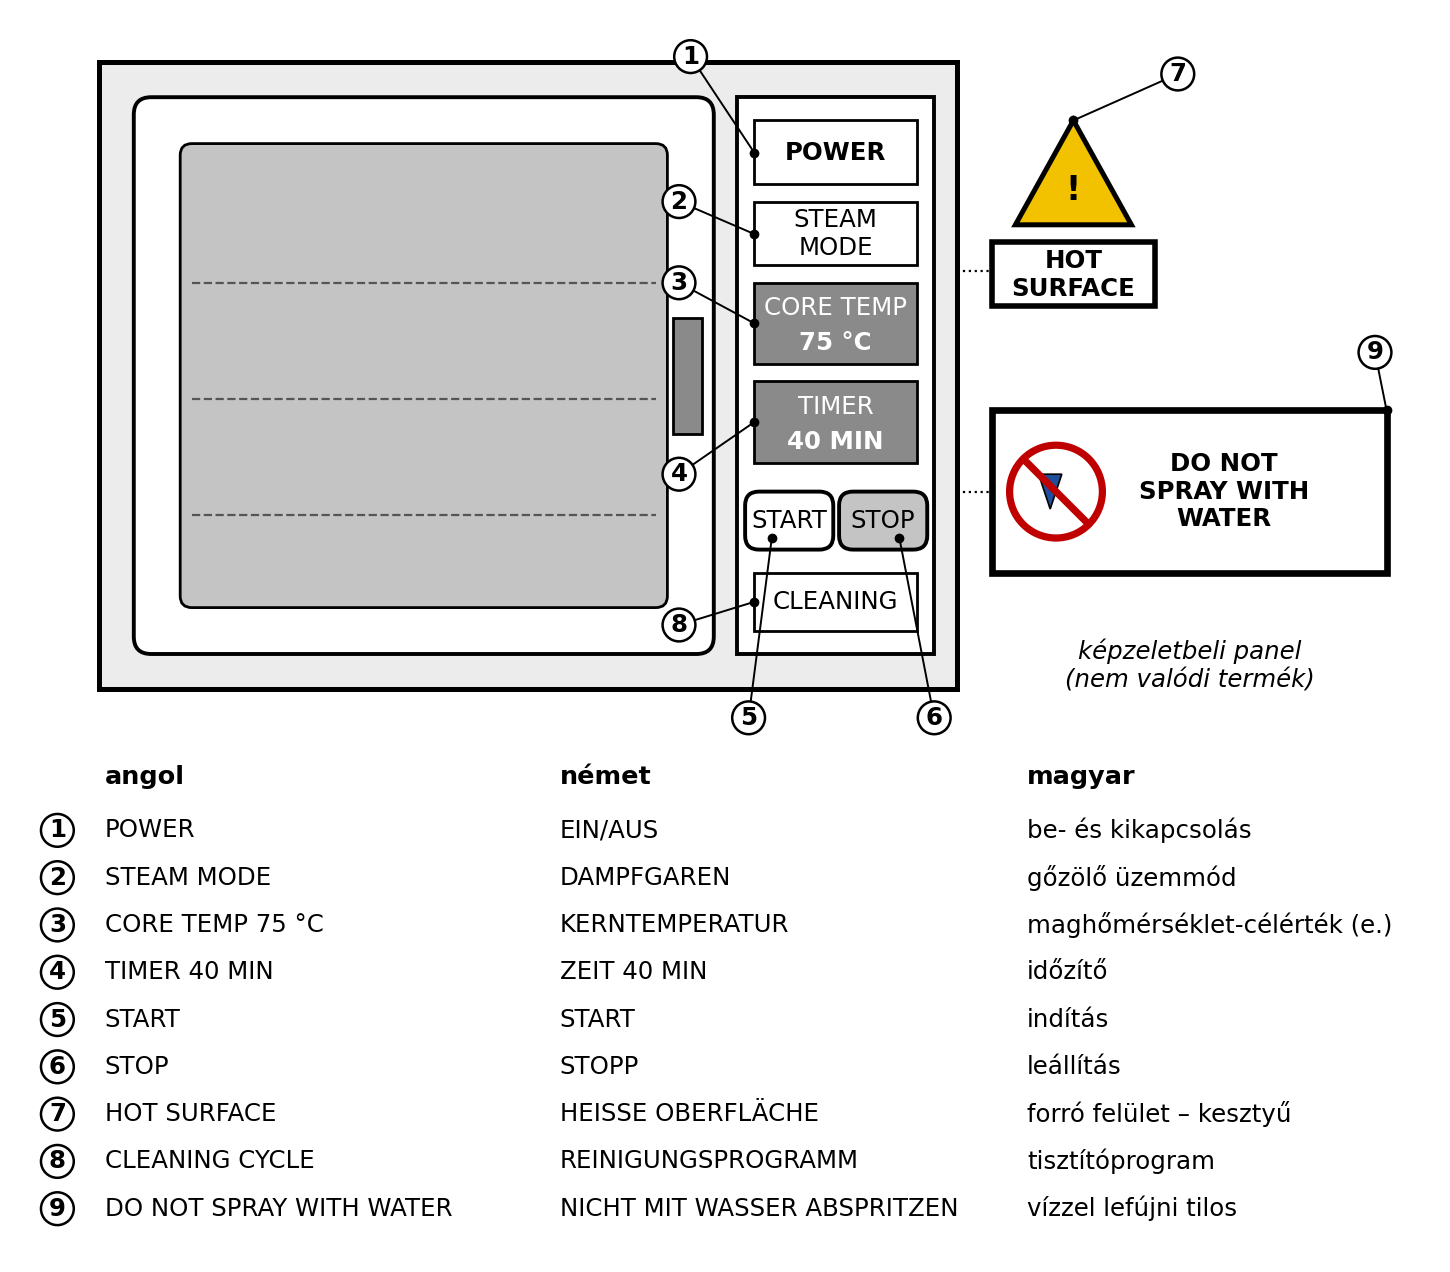 1
7
POWER
!
2
STEAM
MODE
HOT
SURFACE
3
CORE TEMP
75 °C
9
TIMER
40 MIN
4
DO NOT
SPRAY WITH
WATER
START
STOP
CLEANING
8
képzeletbeli panel
(nem valódi termék)
5
6
angol német magyar
1 POWER EIN/AUS be- és kikapcsolás
2 STEAM MODE DAMPFGAREN gőzölő üzemmód
3 CORE TEMP 75 °C KERNTEMPERATUR maghőmérséklet-célérték (e.)
4 TIMER 40 MIN ZEIT 40 MIN időzítő
5 START START indítás
6 STOP STOPP leállítás
7 HOT SURFACE HEISSE OBERFLÄCHE forró felület – kesztyű
8 CLEANING CYCLE REINIGUNGSPROGRAMM tisztítóprogram
9 DO NOT SPRAY WITH WATER NICHT MIT WASSER ABSPRITZEN vízzel lefújni tilos